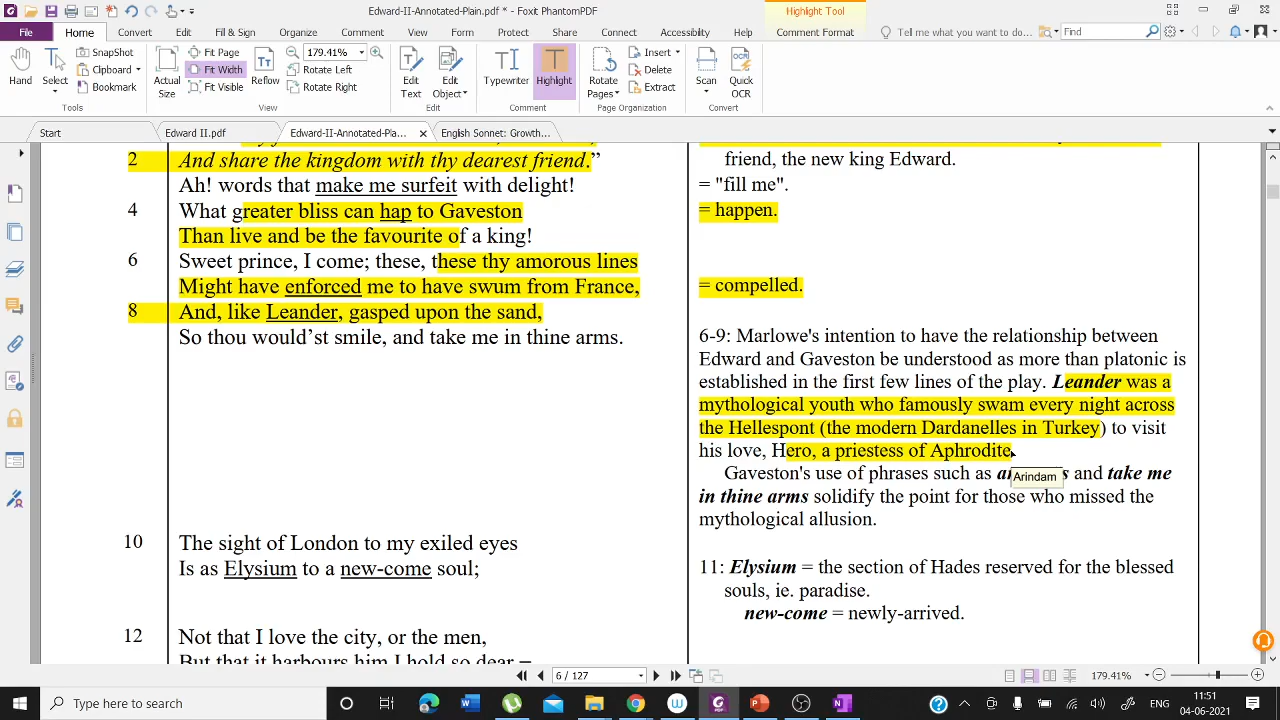 Edward-II-Annotated-Plain.pdf * - Foxit PhantomPDF
Highlight Tool
File Home Convert Edit Fill & Sign Organize Comment View Form Protect Share Connect Accessibility Help Comment Format Tell me what you want to do... Find
SnapShot Fit Page 179.41% Insert
Clipboard Fit Width Rotate Left Delete
Bookmark Fit Visible Rotate Right Extract
Hand Select Actual Size Reflow Edit Text Edit Object Typewriter Highlight Rotate Pages Scan Quick OCR
Tools View Edit Comment Page Organization Convert
Start Edward II.pdf Edward-II-Annotated-Pla... English Sonnet: Growth...
2 And share the kingdom with thy dearest friend.”
friend, the new king Edward.
Ah! words that make me surfeit with delight!
= "fill me".
4 What greater bliss can hap to Gaveston
= happen.
Than live and be the favourite of a king!
6 Sweet prince, I come; these, these thy amorous lines
Might have enforced me to have swum from France,
= compelled.
8 And, like Leander, gasped upon the sand,
So thou would’st smile, and take me in thine arms.
6-9: Marlowe's intention to have the relationship between
Edward and Gaveston be understood as more than platonic is
established in the first few lines of the play. Leander was a
mythological youth who famously swam every night across
the Hellespont (the modern Dardanelles in Turkey) to visit
his love, Hero, a priestess of Aphrodite.
Gaveston's use of phrases such as and take me
Arindam
in thine arms solidify the point for those who missed the
mythological allusion.
10 The sight of London to my exiled eyes
Is as Elysium to a new-come soul;
11: Elysium = the section of Hades reserved for the blessed
souls, ie. paradise.
new-come = newly-arrived.
12 Not that I love the city, or the men,
But that it harbours him I hold so dear –
6 / 127 179.41%
Type here to search
ENG
11:51
04-06-2021